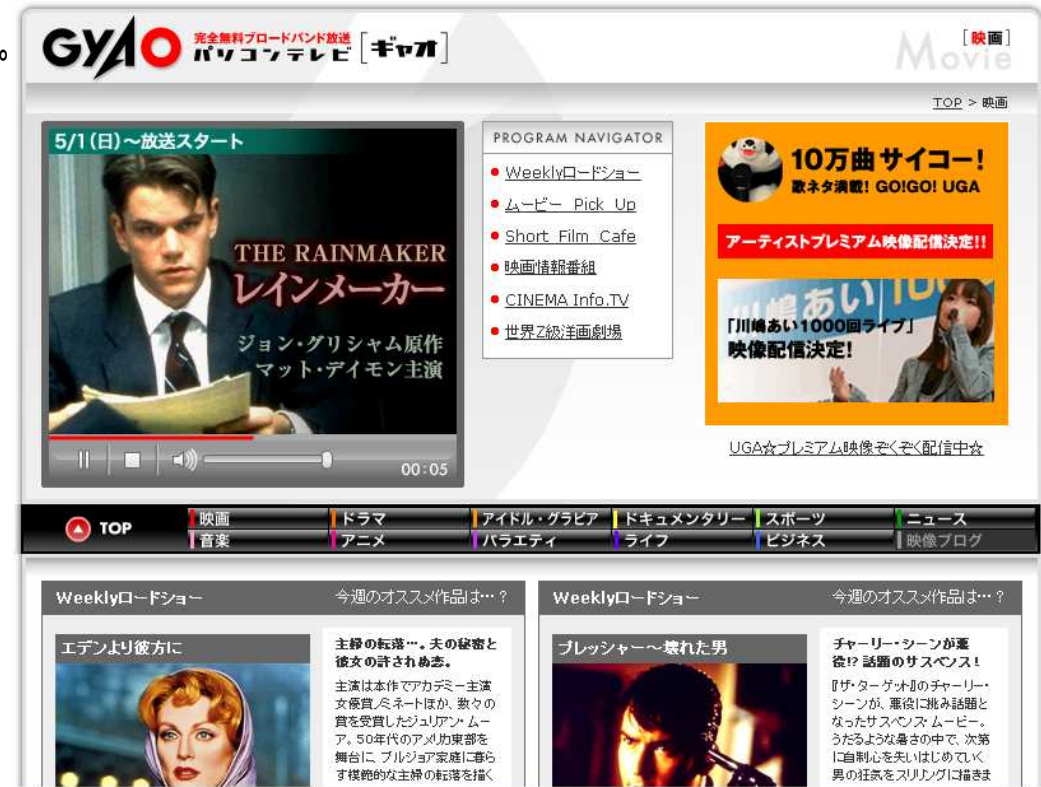 GYAO
完全無料ブロードバンド放送
パソコンテレビ [ギャオ]
Movie
[映画]
TOP > 映画
5/1(日)~放送スタート
THE RAINMAKER
レインメーカー
ジョン・グリシャム原作
マット・デイモン主演
00:05
PROGRAM NAVIGATOR
Weeklyロードショー
ムービー Pick Up
Short Film Cafe
映画情報番組
CINEMA Info.TV
世界Z級洋画劇場
10万曲サイコー!
歌ネタ満載! GO!GO! UGA
アーティストプレミアム映像配信決定!!
「川嶋あい1000回ライブ」
映像配信決定!
UGA☆プレミアム映像ぞくぞく配信中☆
TOP
映画 ドラマ アイドル・グラビア ドキュメンタリー スポーツ ニュース
音楽 アニメ バラエティ ライフ ビジネス 映像ブログ
Weeklyロードショー 今週のオススメ作品は…?
エデンより彼方に
主婦の転落…。夫の秘密と
彼女の許されぬ恋。
主演は本作でアカデミー主演
女優賞ノミネートほか、数々の
賞を受賞したジュリアン・ムー
ア。50年代のアメリカ東部を
舞台に、ブルジョア家庭に暮ら
す模範的な主婦の転落を描く
Weeklyロードショー 今週のオススメ作品は…?
プレッシャー~壊れた男
チャーリー・シーンが悪
役!? 話題のサスペンス!
『ザ・ターゲット』のチャーリー・
シーンが、悪役に挑み話題と
なったサスペンス・ムービー。
うだるような暑さの中で、次第
に自制心を失いはじめていく
男の狂気をスリリングに描きま